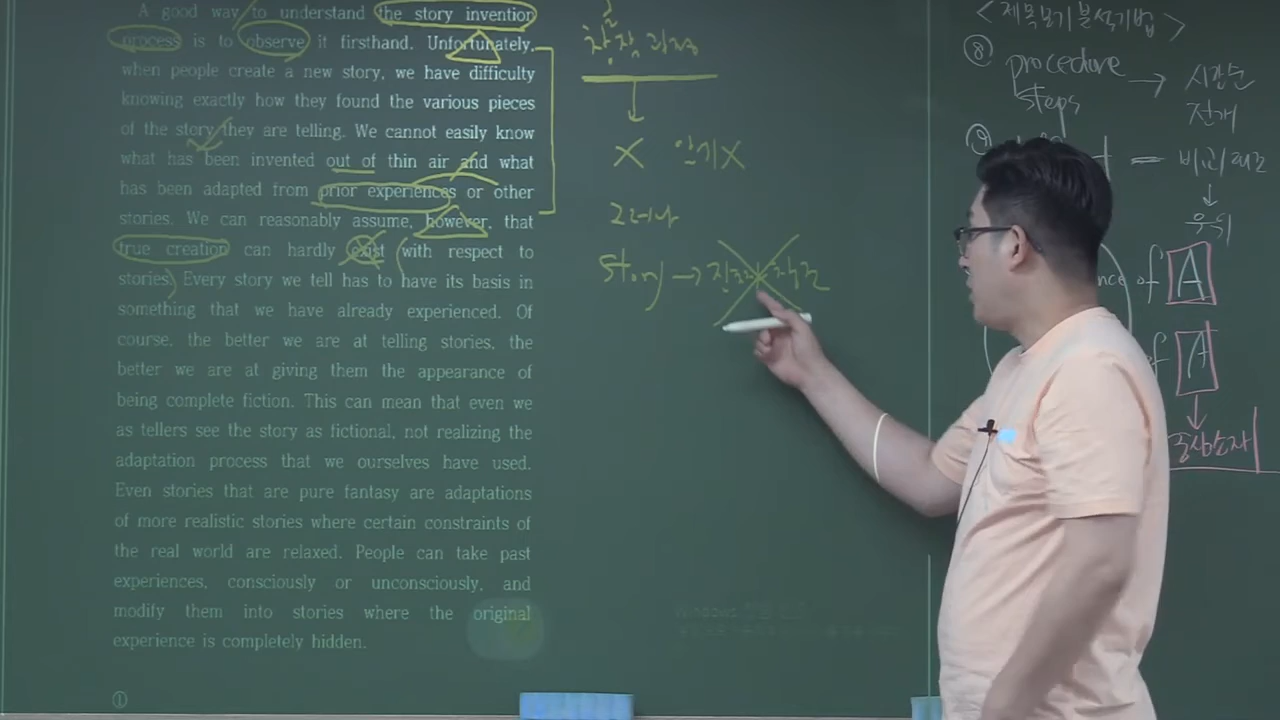 A good way to understand the story invention
process is to observe it firsthand. Unfortunately,
when people create a new story, we have difficulty
knowing exactly how they found the various pieces
of the story they are telling. We cannot easily know
what has been invented out of thin air and what
has been adapted from prior experiences or other
stories. We can reasonably assume, however, that
true creation can hardly exist with respect to
stories. Every story we tell has to have its basis in
something that we have already experienced. Of
course, the better we are at telling stories, the
better we are at giving them the appearance of
being complete fiction. This can mean that even we
as tellers see the story as fictional, not realizing the
adaptation process that we ourselves have used.
Even stories that are pure fantasy are adaptations
of more realistic stories where certain constraints of
the real world are relaxed. People can take past
experiences, consciously or unconsciously, and
modify them into stories where the original
experience is completely hidden.
①
창작 과정
X 알기X
그러나
story → 진짜 창조
<제목보기 분석기법>
⑧ procedure
steps
→ 시간순
전개
⑨
= 비교대조
↓
우위
of A
of A
↓
중심소재